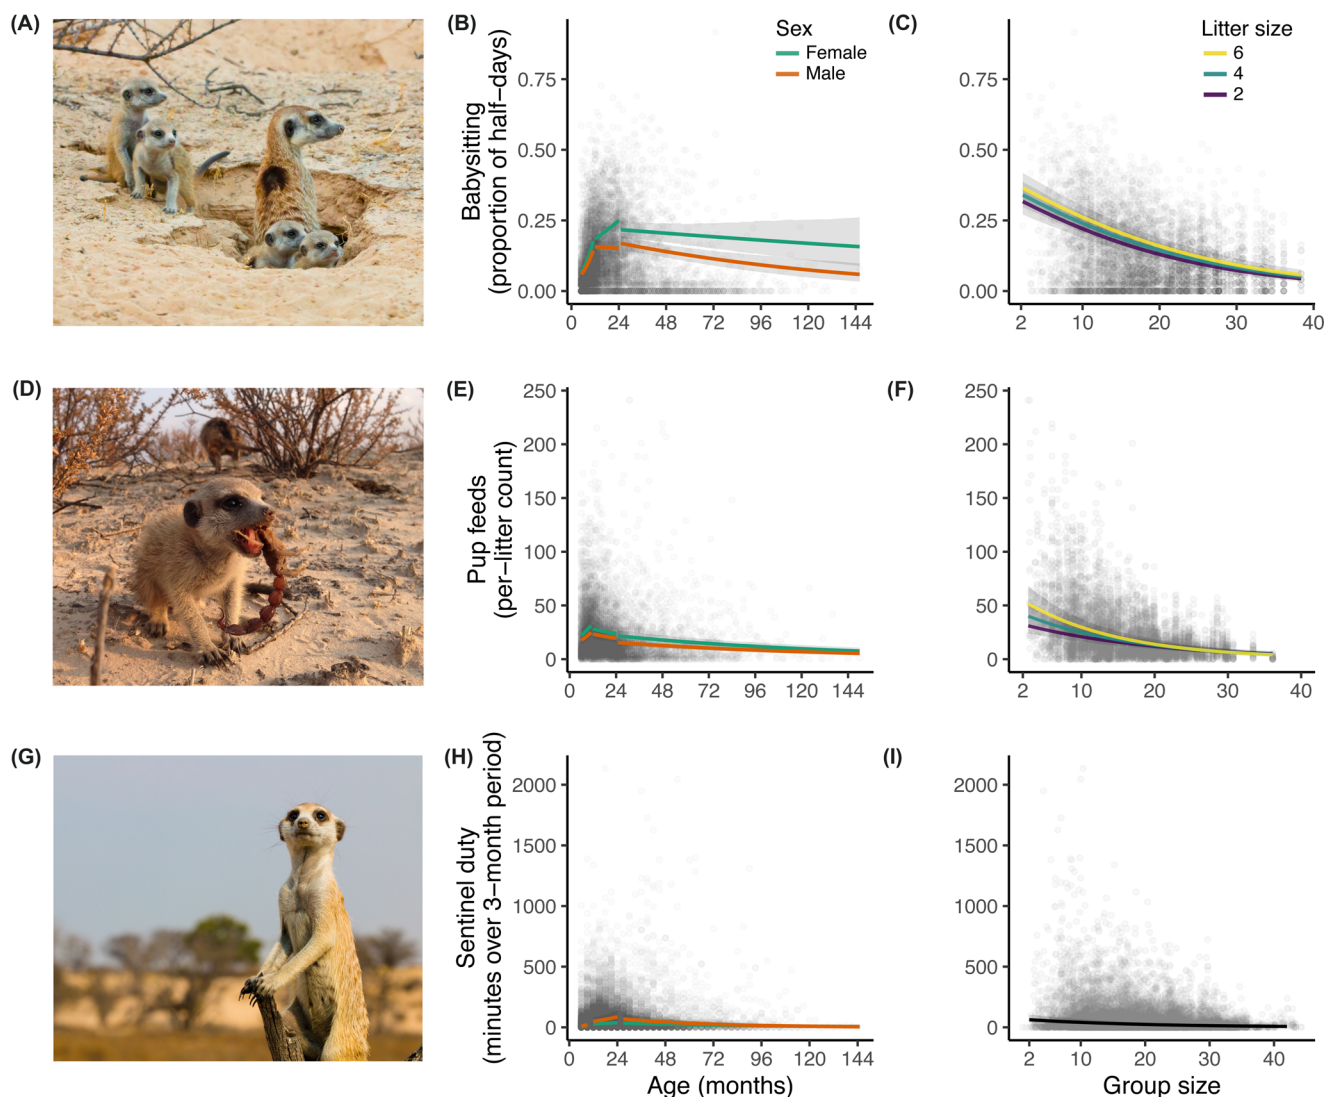 (A)
(B)
Babysitting
(proportion of half−days)
0.75
0.50
0.25
0.00
0 24 48 72 96 120 144
Sex
Female
Male
(C)
0.75
0.50
0.25
0.00
2 10 20 30 40
Litter size
6
4
2
(D)
(E)
Pup feeds
(per−litter count)
250
200
150
100
50
0
0 24 48 72 96 120 144
(F)
250
200
150
100
50
0
2 10 20 30 40
(G)
(H)
Sentinel duty
(minutes over 3−month period)
2000
1500
1000
500
0
0 24 48 72 96 120 144
Age (months)
(I)
2000
1500
1000
500
0
2 10 20 30 40
Group size